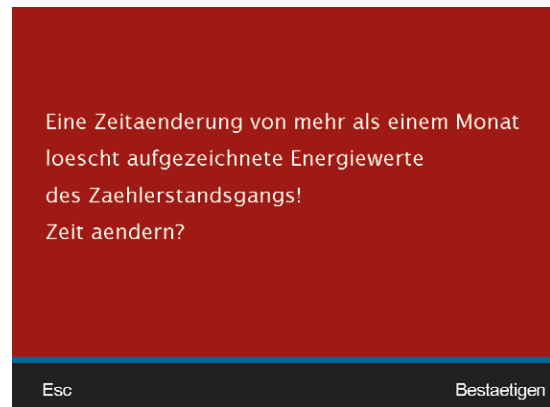 Eine Zeitaenderung von mehr als einem Monat
loescht aufgezeichnete Energiewerte
des Zaehlerstandsgangs!
Zeit aendern?
Esc Bestaetigen